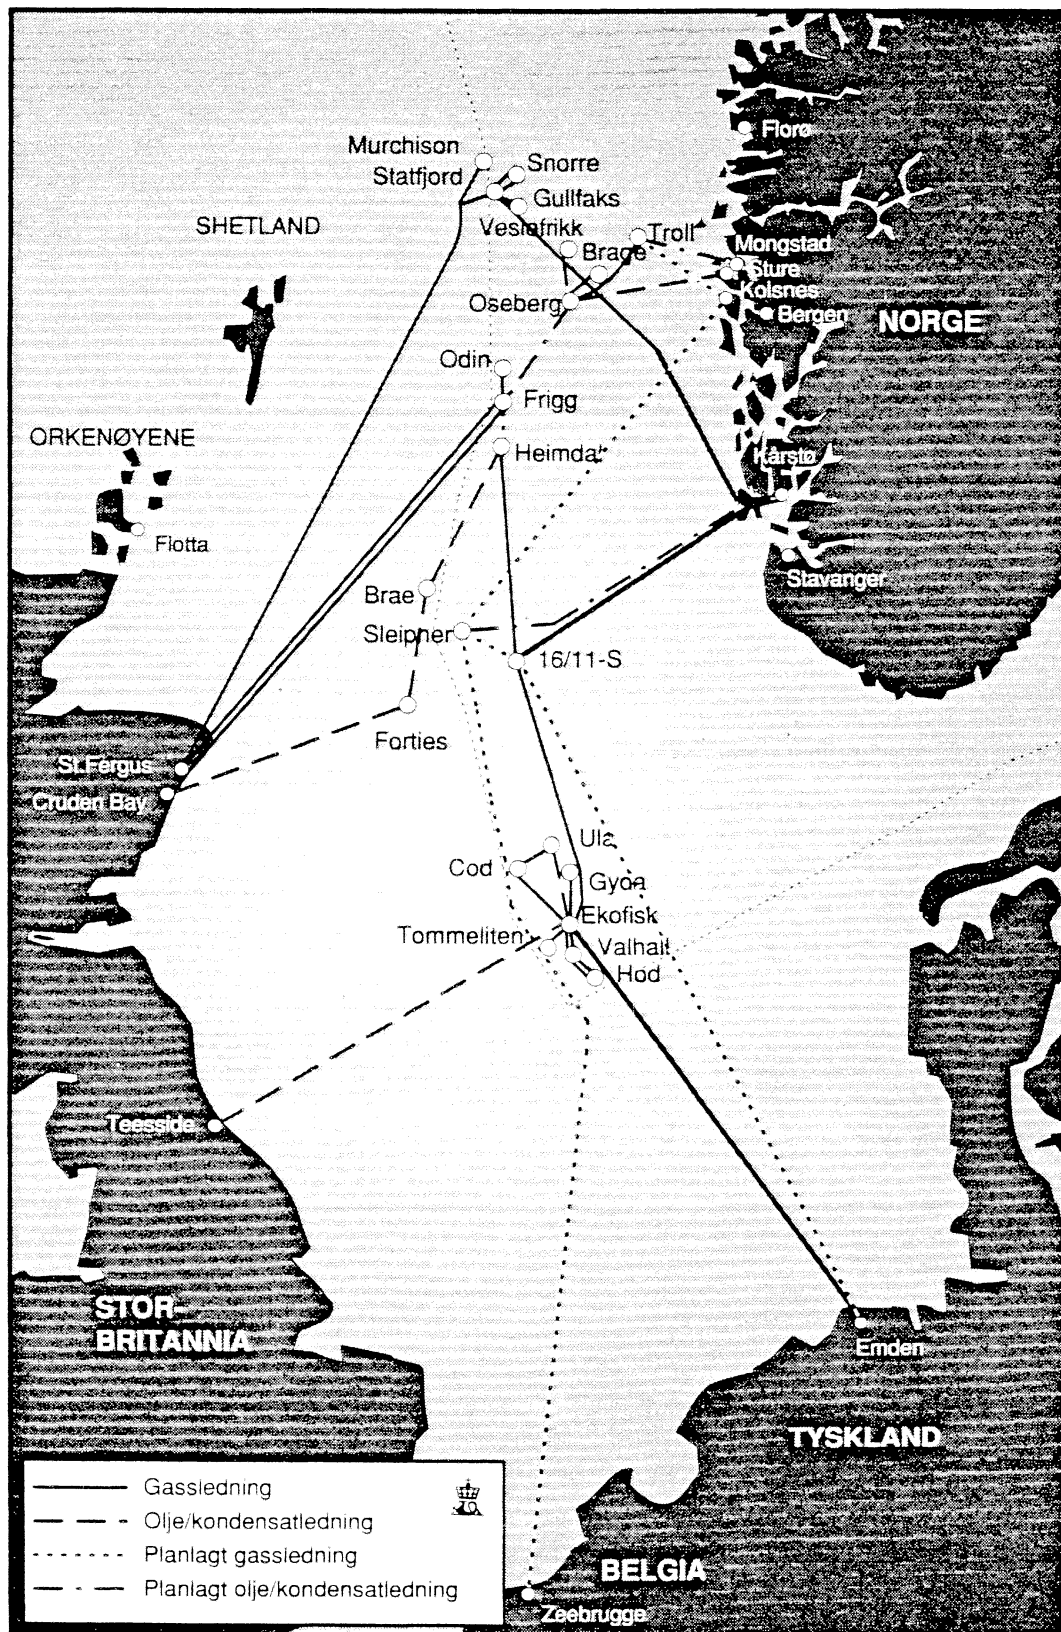 Florø
Murchison
Snorre
Statfjord
Gullfaks
SHETLAND
Veslefrikk
Troll
Brage
Mongstad
Sture
Kolsnes
Oseberg
Bergen
NORGE
Odin
Frigg
ORKENØYENE
Heimdal
Kårstø
Flotta
Stavanger
Brae
Sleipner
16/11-S
Forties
St.Fergus
Cruden Bay
Ula
Cod
Gyda
Ekofisk
Tommeliten
Valhall
Hod
Teesside
STOR-
BRITANNIA
Emden
TYSKLAND
Gassledning
Olje/kondensatledning
Planlagt gassledning
Planlagt olje/kondensatledning
BELGIA
Zeebrugge